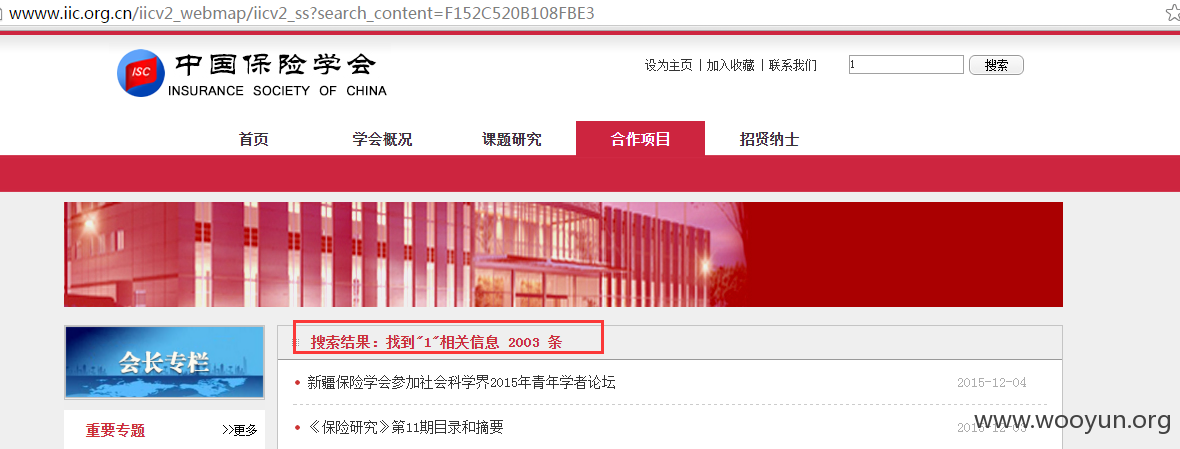 wwww.iic.org.cn/iicv2_webmap/iicv2_ss?search_content=F152C520B108FBE3
ISC
中国保险学会
INSURANCE SOCIETY OF CHINA
设为主页 | 加入收藏 | 联系我们
1
搜索
首页 学会概况 课题研究 合作项目 招贤纳士
会长专栏
重要专题 >>更多
搜索结果：找到"1"相关信息 2003 条
新疆保险学会参加社会科学界2015年青年学者论坛 2015-12-04
《保险研究》第11期目录和摘要
www.wooyun.org